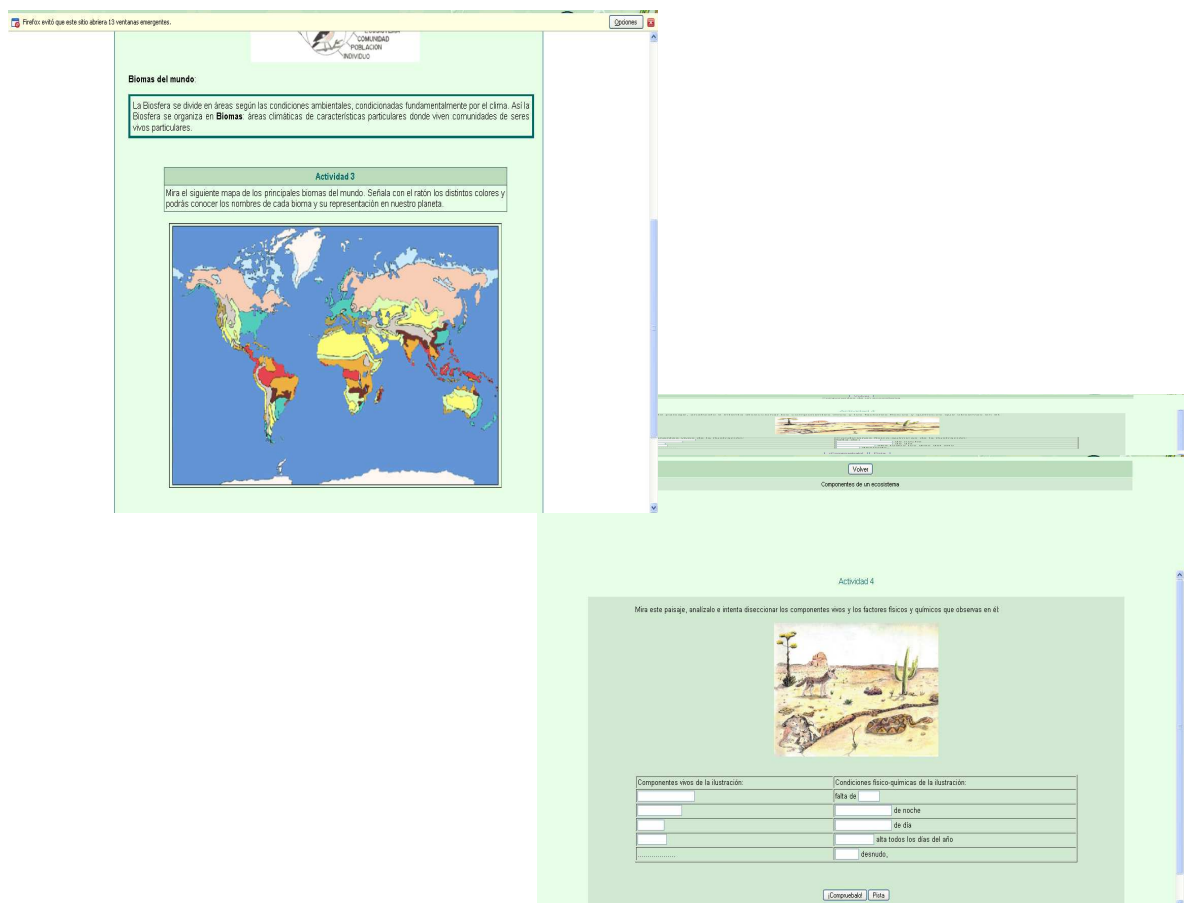 Firefox evitó que este sitio abriera 13 ventanas emergentes.
Opciones
COMUNIDAD
POBLACION
INDIVIDUO
Biomas del mundo:
La Biosfera se divide en áreas según las condiciones ambientales, condicionadas fundamentalmente por el clima. Así la
Biosfera se organiza en Biomas: áreas climáticas de características particulares donde viven comunidades de seres
vivos particulares.
Actividad 3
Mira el siguiente mapa de los principales biomas del mundo. Señala con el ratón los distintos colores y
podrás conocer los nombres de cada bioma y su representación en nuestro planeta.
Volver
Componentes de un ecosistema
Actividad 4
Mira este paisaje, analízalo e intenta diseccionar los componentes vivos y los factores físicos y químicos que observas en él:
Componentes vivos de la ilustración:
Condiciones físico-químicas de la ilustración:
falta de
de noche
de día
alta todos los días del año
...................
desnudo,
¡Compruebalo!
Pista